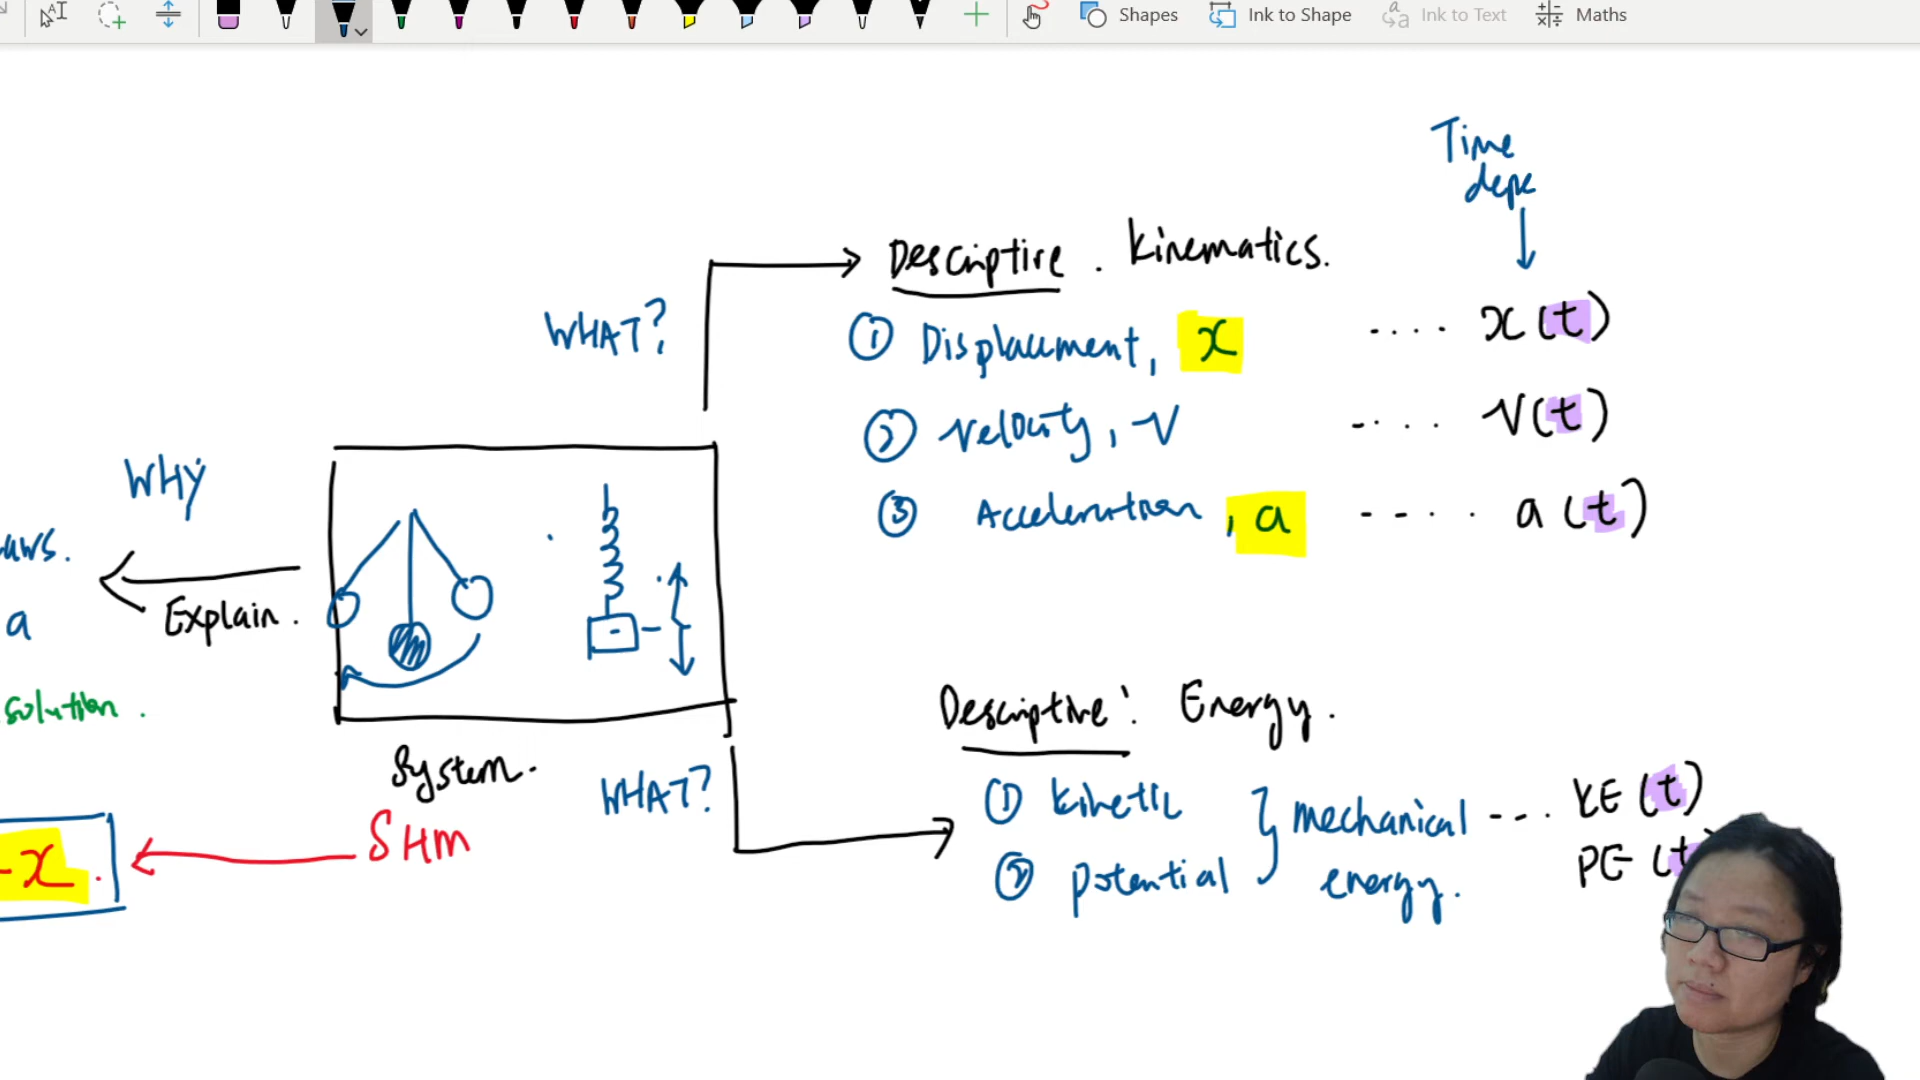 Shapes
Ink to Shape
Ink to Text
Maths
Time
depe
Descriptive . Kinematics.
WHAT?
① Displacement, x .... x(t)
② Velocity, v .... v(t)
③ Acceleration, a .... a(t)
WHY
aws.
Explain.
a
solution.
System.
SHM
-x.
WHAT?
Descriptive: Energy.
① kinetic } mechanical ... KE(t)
② potential energy. PE(t